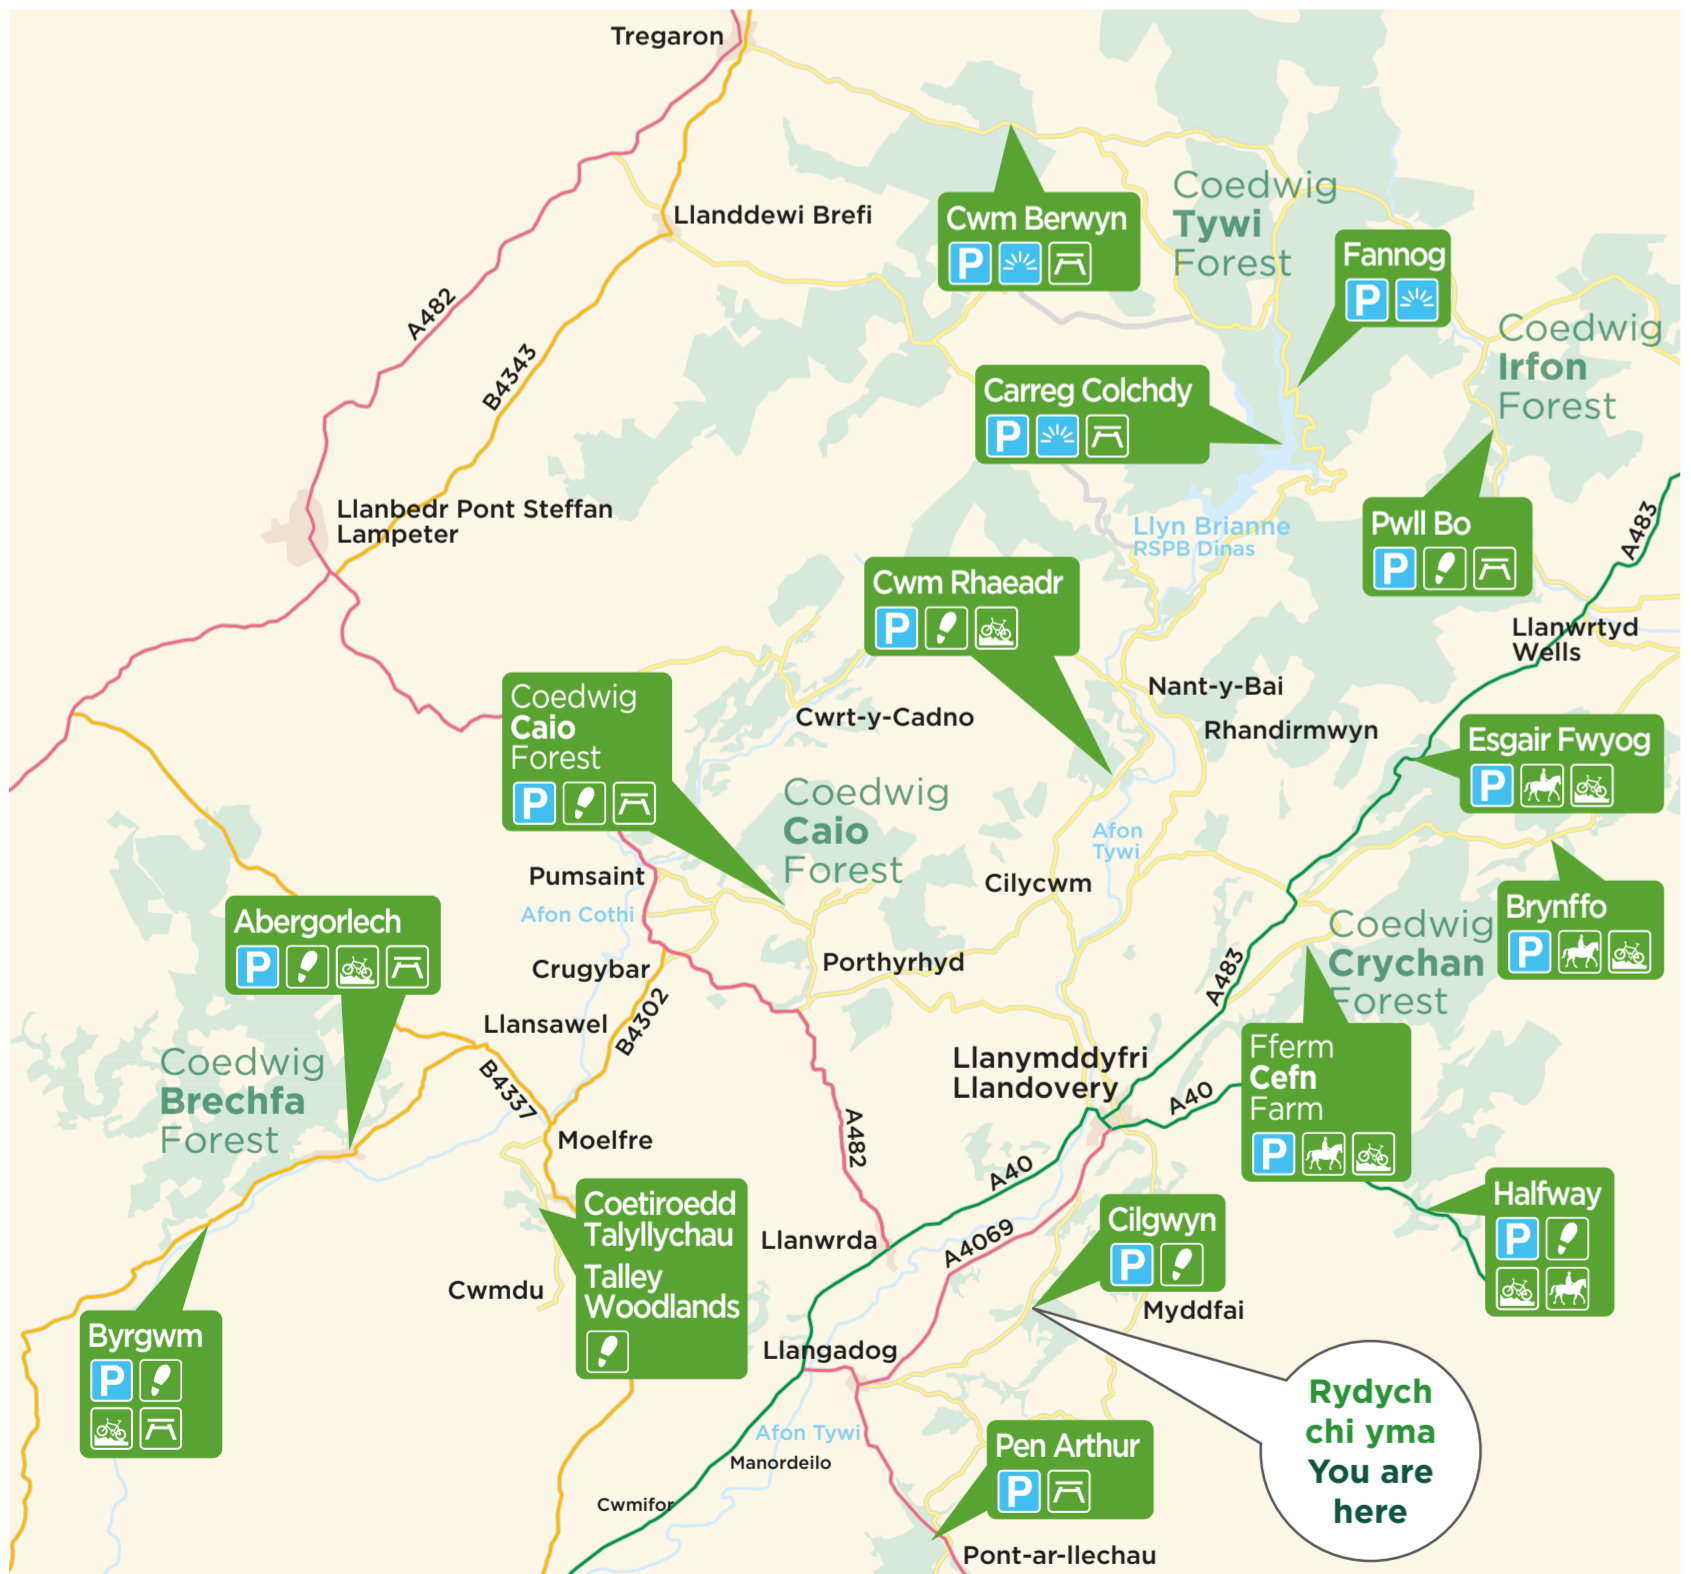 Tregaron
Llanddewi Brefi
Cwm Berwyn
P
Coedwig
Tywi
Forest
Fannog
P
A482
B4343
Coedwig
Irfon
Forest
Carreg Colchdy
P
Llanbedr Pont Steffan
Lampeter
Llyn Brianne
RSPB Dinas
Pwll Bo
P
A483
Cwm Rhaeadr
P
Llanwrtyd
Wells
Coedwig
Caio
Forest
P
Cwrt-y-Cadno
Nant-y-Bai
Rhandirmwyn
Esgair Fwyog
P
Coedwig
Caio
Forest
Afon
Tywi
Pumsaint
Afon Cothi
Cilycwm
Brynffo
P
Abergorlech
P
Crugybar
Porthyrhyd
A483
Coedwig
Crychan
Forest
Llansawel
B4302
Coedwig
Brechfa
Forest
B4337
Llanymddyfri
Llandovery
A40
Fferm
Cefn
Farm
P
Moelfre
A482
A40
Coetiroedd
Talyllychau
Talley
Woodlands
Llanwrda
A4069
Cilgwyn
P
Halfway
P
Cwmdu
Myddfai
Byrgwm
P
Llangadog
Rydych
chi yma
You are
here
Afon Tywi
Manordeilo
Pen Arthur
P
Cwmifor
Pont-ar-llechau